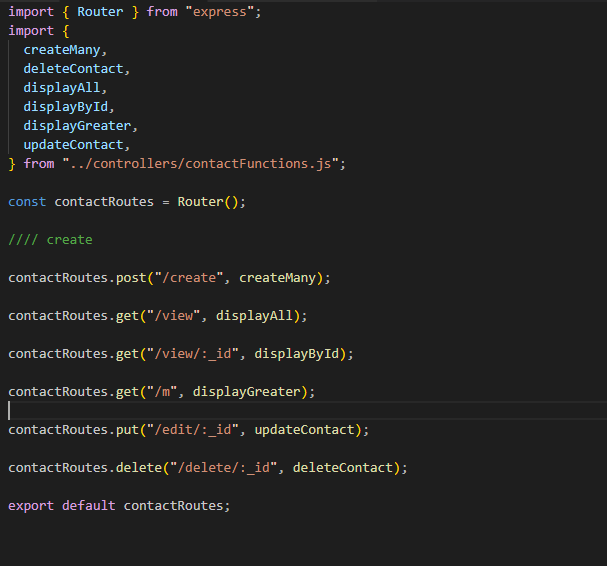 import { Router } from "express";
import {
  createMany,
  deleteContact,
  displayAll,
  displayById,
  displayGreater,
  updateContact,
} from "../controllers/contactFunctions.js";
const contactRoutes = Router();
//// create
contactRoutes.post("/create", createMany);
contactRoutes.get("/view", displayAll);
contactRoutes.get("/view/:_id", displayById);
contactRoutes.get("/m", displayGreater);
contactRoutes.put("/edit/:_id", updateContact);
contactRoutes.delete("/delete/:_id", deleteContact);
export default contactRoutes;